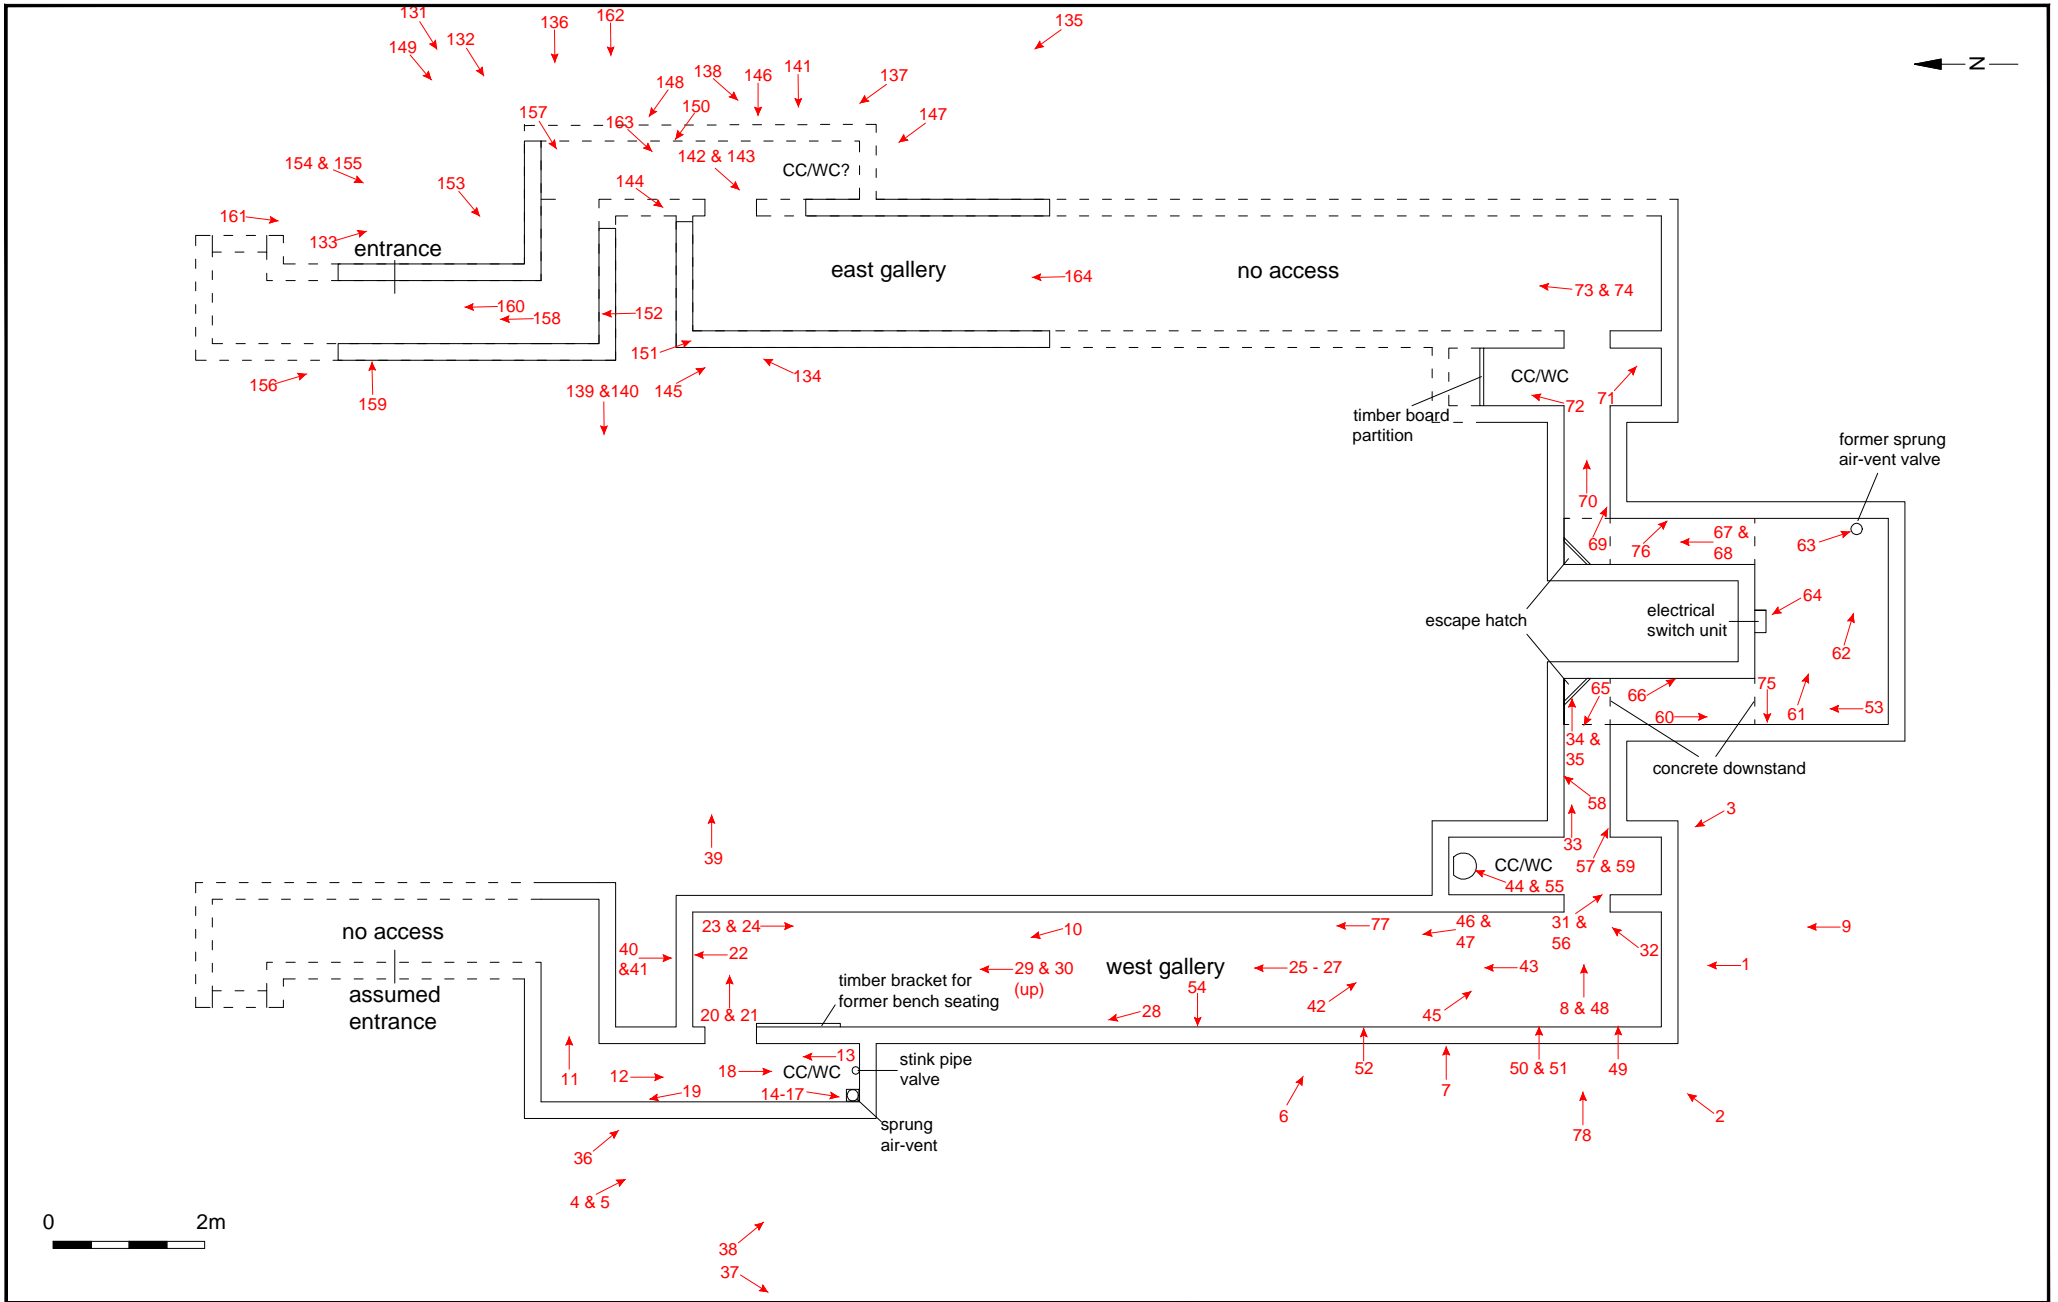 131
136
162
135
149
132
N
148
138
146
141
137
157
163
150
147
154 & 155
142 & 143
CC/WC?
153
144
161
133
entrance
east gallery
164
no access
73 & 74
160
158
152
151
156
159
139 &140
145
134
CC/WC
72
71
timber board
partition
former sprung
air-vent valve
70
69
76
67 &
68
63
escape hatch
electrical
switch unit
64
62
65
66
75
60
61
53
34 &
35
concrete downstand
58
3
39
33
CC/WC
57 & 59
44 & 55
no access
assumed
entrance
40
&41
23 & 24
22
10
77
46 &
47
31 &
56
32
9
29 & 30
(up)
west gallery
25 - 27
43
1
timber bracket for
former bench seating
54
42
45
8 & 48
20 & 21
28
11
12
18
13
CC/WC
stink pipe
valve
19
14-17
52
7
50 & 51
49
6
2
78
sprung
air-vent
36
4 & 5
0
2m
38
37